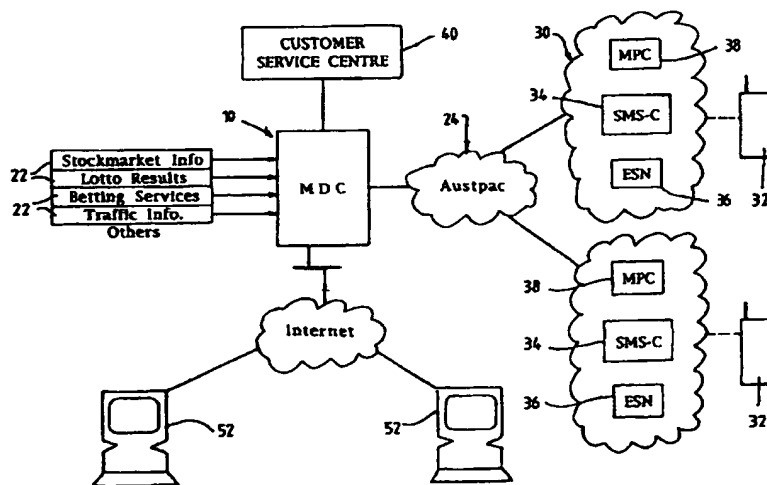 CUSTOMER
SERVICE CENTRE
40
30
MPC
38
34
SMS-C
10
24
22
Stockmarket Info
Lotto Results
22
Betting Services
22
Traffic Info.
Others
MDC
Austpac
ESN
36
32
MPC
38
Internet
34
SMS-C
36
ESN
32
52
52